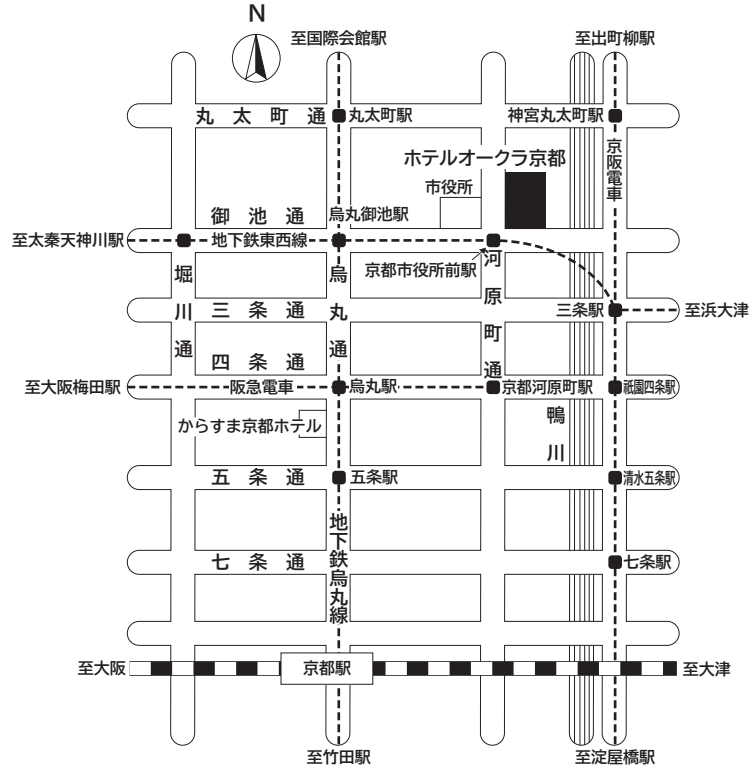 N
至国際会館駅
至出町柳駅
丸太町通
丸太町駅
神宮丸太町駅
ホテルオークラ京都
京阪電車
市役所
御池通
烏丸御池駅
至太秦天神川駅
地下鉄東西線
京都市役所前駅
堀川通
烏丸通
河原町通
三条通
三条駅
至浜大津
四条通
至大阪梅田駅
阪急電車
烏丸駅
京都河原町駅
祇園四条駅
からすま京都ホテル
鴨川
五条通
五条駅
清水五条駅
地下鉄烏丸線
七条通
七条駅
至大阪
京都駅
至大津
至竹田駅
至淀屋橋駅